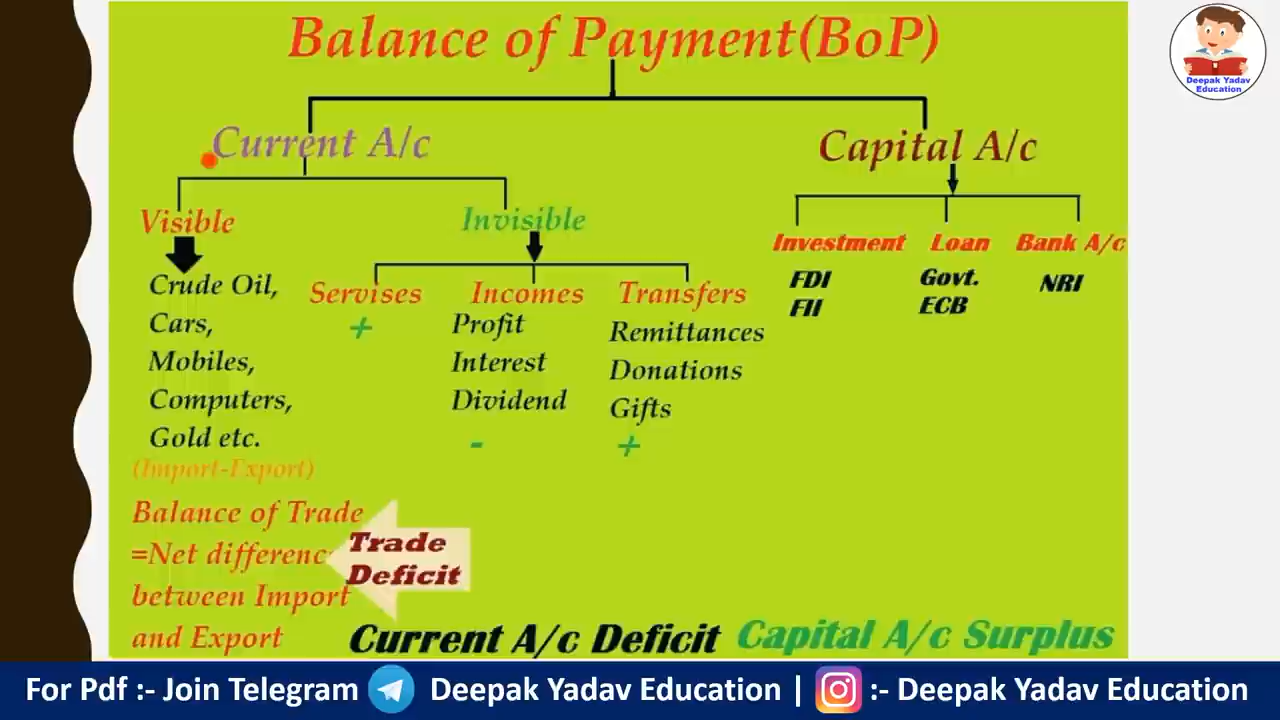 Balance of Payment(BoP)
Deepak Yadav
Education
Current A/c
Capital A/c
Visible
Invisible
Investment
Loan
Bank A/c
FDI
FII
Govt.
ECB
NRI
Crude Oil,
Cars,
Mobiles,
Computers,
Gold etc.
(Import-Export)
Servises
+
Incomes
Profit
Interest
Dividend
-
Transfers
Remittances
Donations
Gifts
+
Balance of Trade
=Net differenc
between Import
and Export
Trade
Deficit
Current A/c Deficit
Capital A/c Surplus
For Pdf :- Join Telegram Deepak Yadav Education | :- Deepak Yadav Education